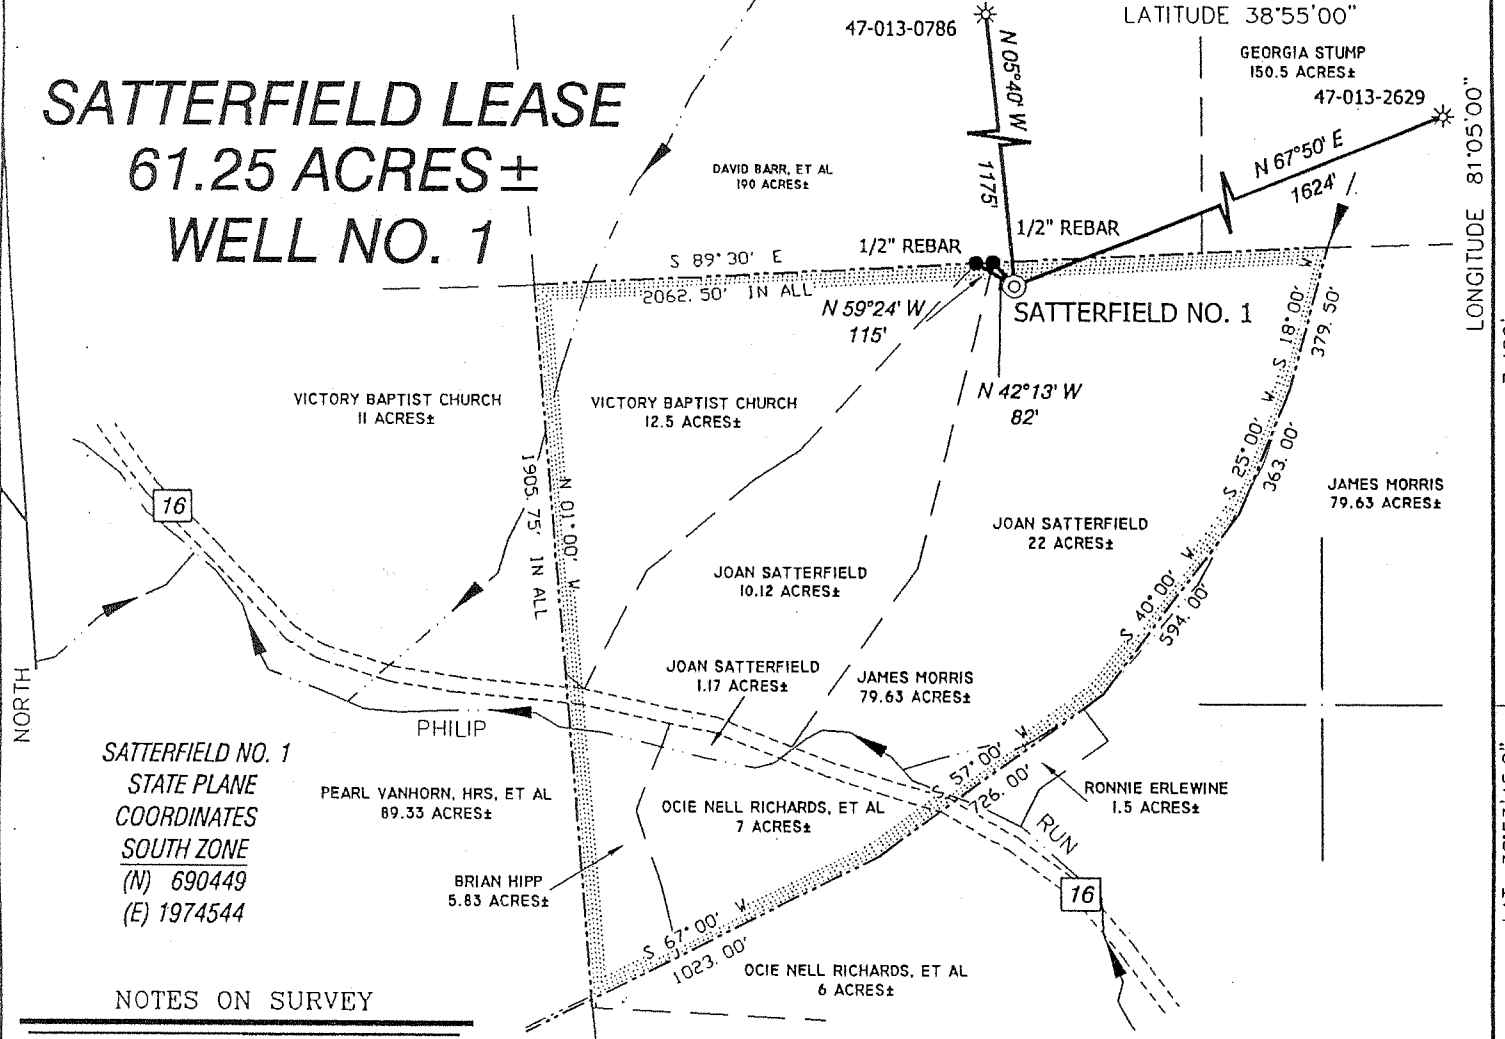 LATITUDE 38°55'00"
47-013-0786
GEORGIA STUMP
150.5 ACRES±
47-013-2629
LONGITUDE 81°05'00"
SATTERFIELD LEASE
61.25 ACRES±
WELL NO. 1
N 05°40' W
1175'
N 67°50' E
1624'
DAVID BARR, ET AL
190 ACRES±
1/2" REBAR
1/2" REBAR
S 89°30' E
2062.50' IN ALL
N 59°24' W
115'
SATTERFIELD NO. 1
N 42°13' W
82'
S 18°00' W
379.50'
VICTORY BAPTIST CHURCH
11 ACRES±
VICTORY BAPTIST CHURCH
12.5 ACRES±
S 25°00' W
363.00'
N 01°00' W
1905.75' IN ALL
16
JAMES MORRIS
79.63 ACRES±
JOAN SATTERFIELD
22 ACRES±
JOAN SATTERFIELD
10.12 ACRES±
S 40°00' W
594.00'
JOAN SATTERFIELD
1.17 ACRES±
JAMES MORRIS
79.63 ACRES±
NORTH
PHILIP
S 57°00' W
726.00'
SATTERFIELD NO. 1
STATE PLANE
COORDINATES
SOUTH ZONE
(N) 690449
(E) 1974544
PEARL VANHORN, HRS, ET AL
89.33 ACRES±
OCIE NELL RICHARDS, ET AL
7 ACRES±
RONNIE ERLEWINE
1.5 ACRES±
RUN
BRIAN HIPP
5.83 ACRES±
16
S 67°00' W
1023.00'
OCIE NELL RICHARDS, ET AL
6 ACRES±
NOTES ON SURVEY